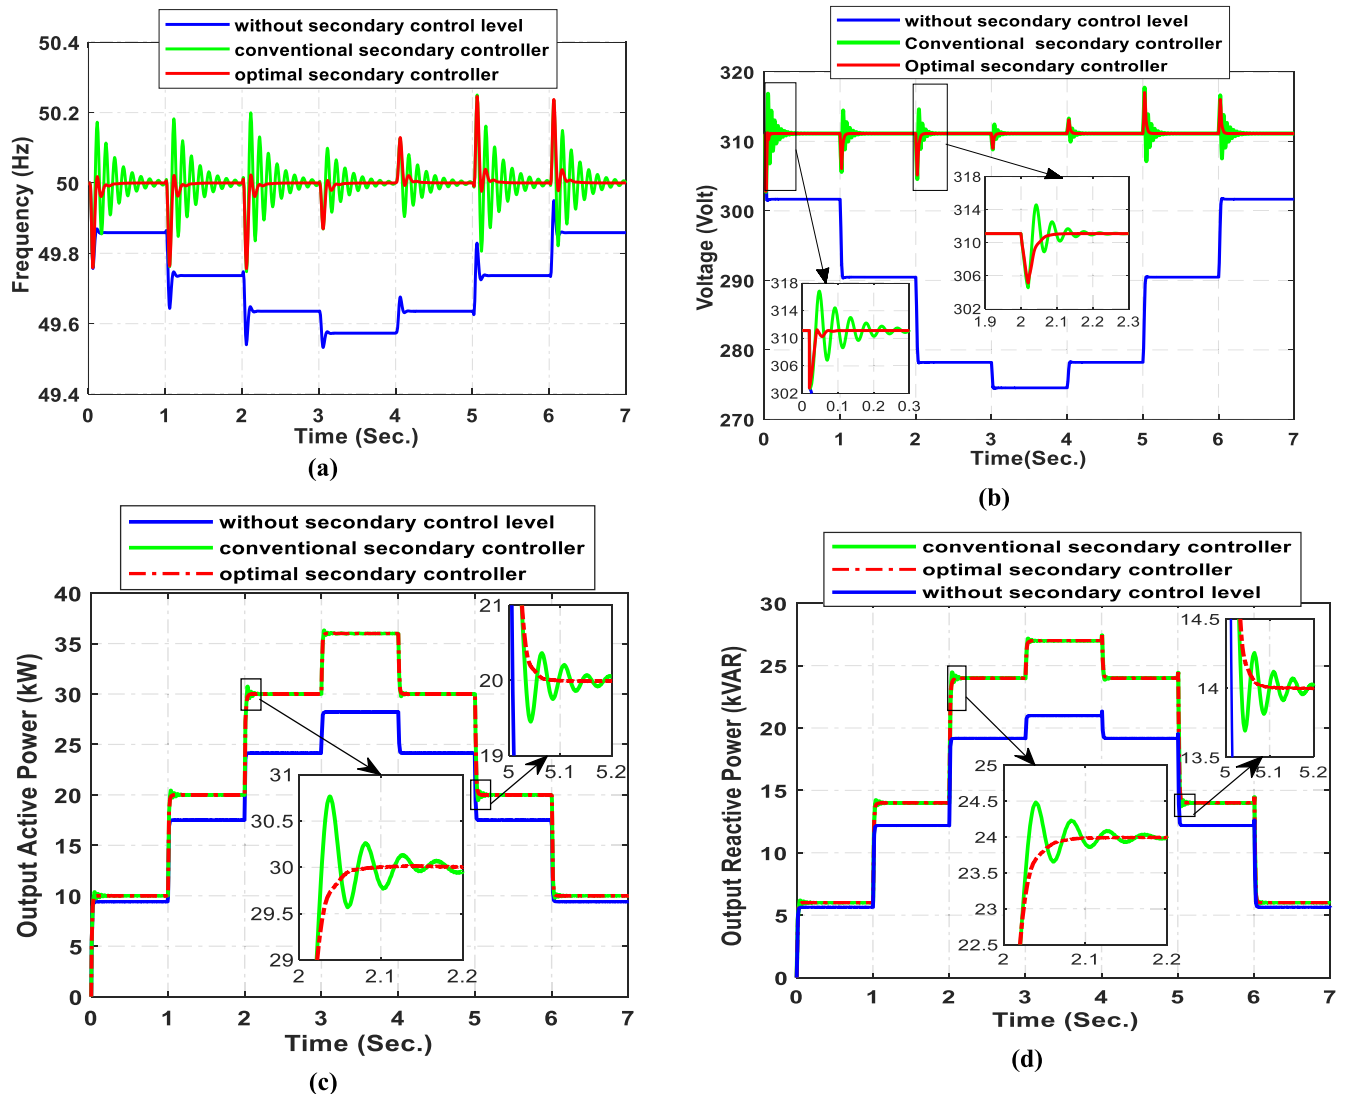 without secondary control level
conventional secondary controller
optimal secondary controller
50.4
50.2
50
49.8
49.6
49.4
Frequency (Hz)
0 1 2 3 4 5 6 7
Time (Sec.)
(a)
without secondary control level
Conventional secondary controller
Optimal secondary controller
320
310
300
290
280
270
Voltage (Volt)
318
314
310
306
302
1.9 2 2.1 2.2 2.3
318
314
310
306
302
0 0.1 0.2 0.3
0 1 2 3 4 5 6 7
Time(Sec.)
(b)
without secondary control level
conventional secondary controller
optimal secondary controller
40
35
30
25
20
15
10
5
0
Output Active Power (kW)
21
20
19
5 5.1 5.2
31
30.5
30
29.5
29
2 2.1 2.2
0 1 2 3 4 5 6 7
Time (Sec.)
(c)
conventional secondary controller
optimal secondary controller
without secondary control level
30
25
20
15
10
5
0
Output Reactive Power (kVAR)
14.5
14
13.5
5 5.1 5.2
25
24.5
24
23.5
23
22.5
2 2.1 2.2
0 1 2 3 4 5 6 7
Time (Sec.)
(d)